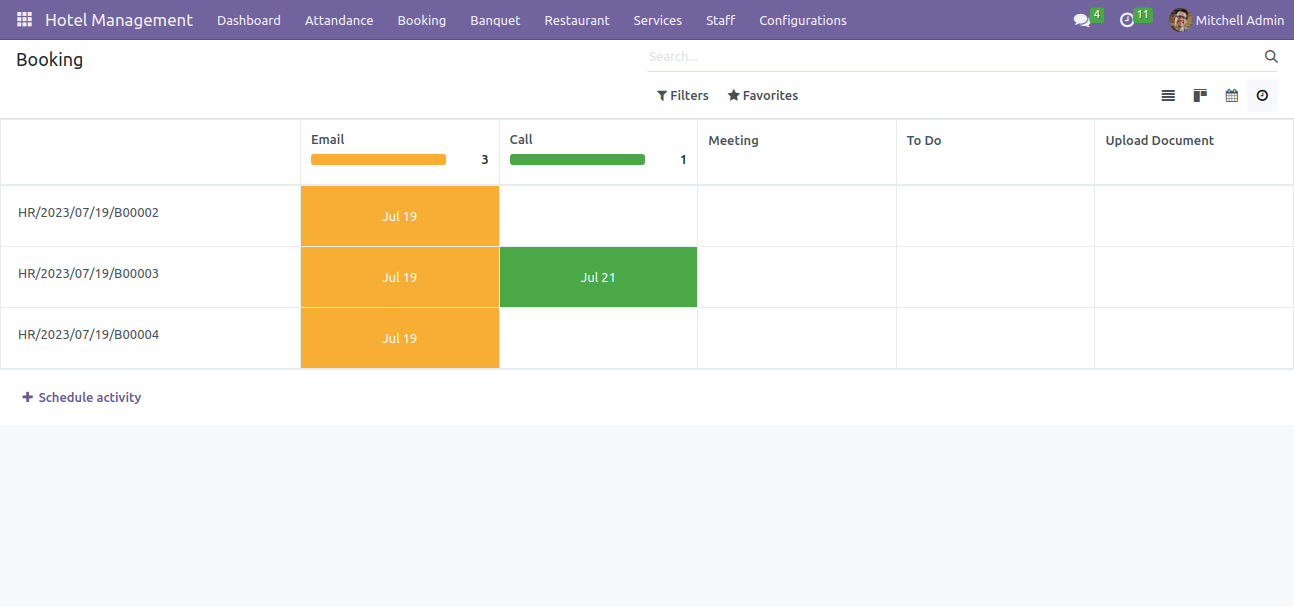 Hotel Management Dashboard Attandance Booking Banquet Restaurant Services Staff Configurations 4 11 Mitchell Admin
Booking
Search...
Filters Favorites
Email Call Meeting To Do Upload Document
3 1
HR/2023/07/19/B00002 Jul 19
HR/2023/07/19/B00003 Jul 19 Jul 21
HR/2023/07/19/B00004 Jul 19
Schedule activity